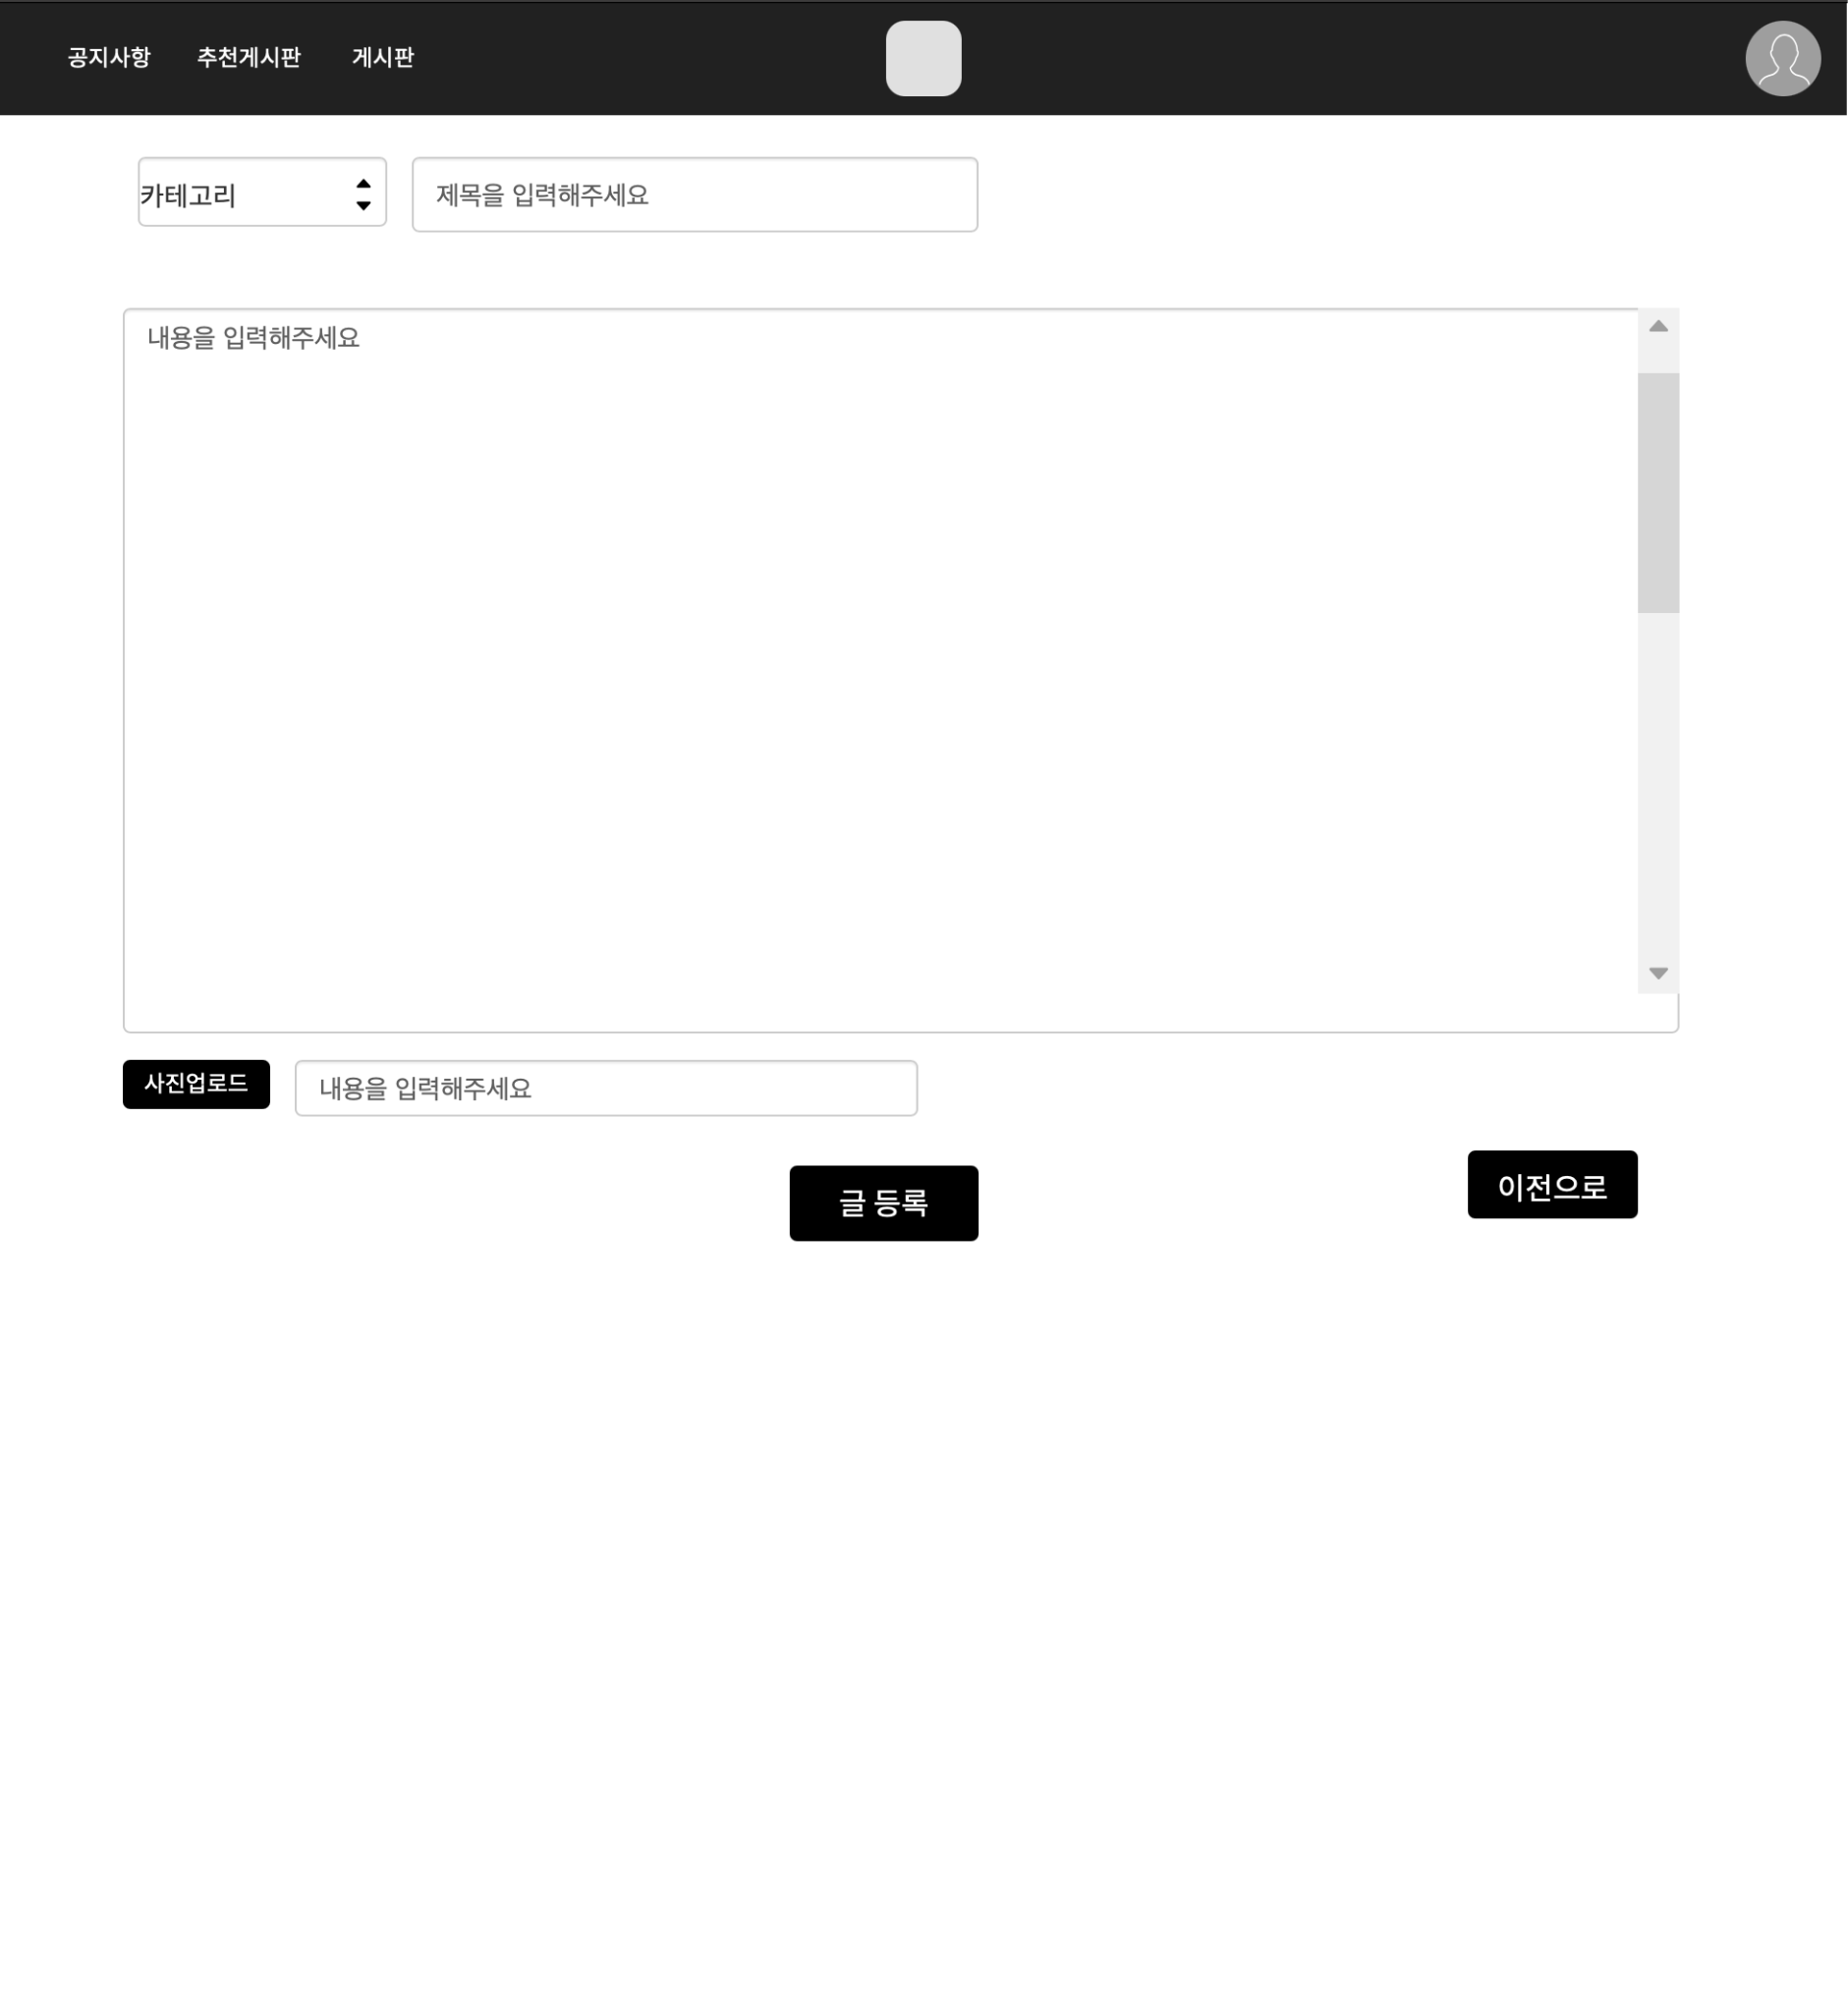 공지사항 추천게시판 게시판
카테고리 제목을 입력해주세요
내용을 입력해주세요
사진업로드 내용을 입력해주세요
글 등록 이전으로